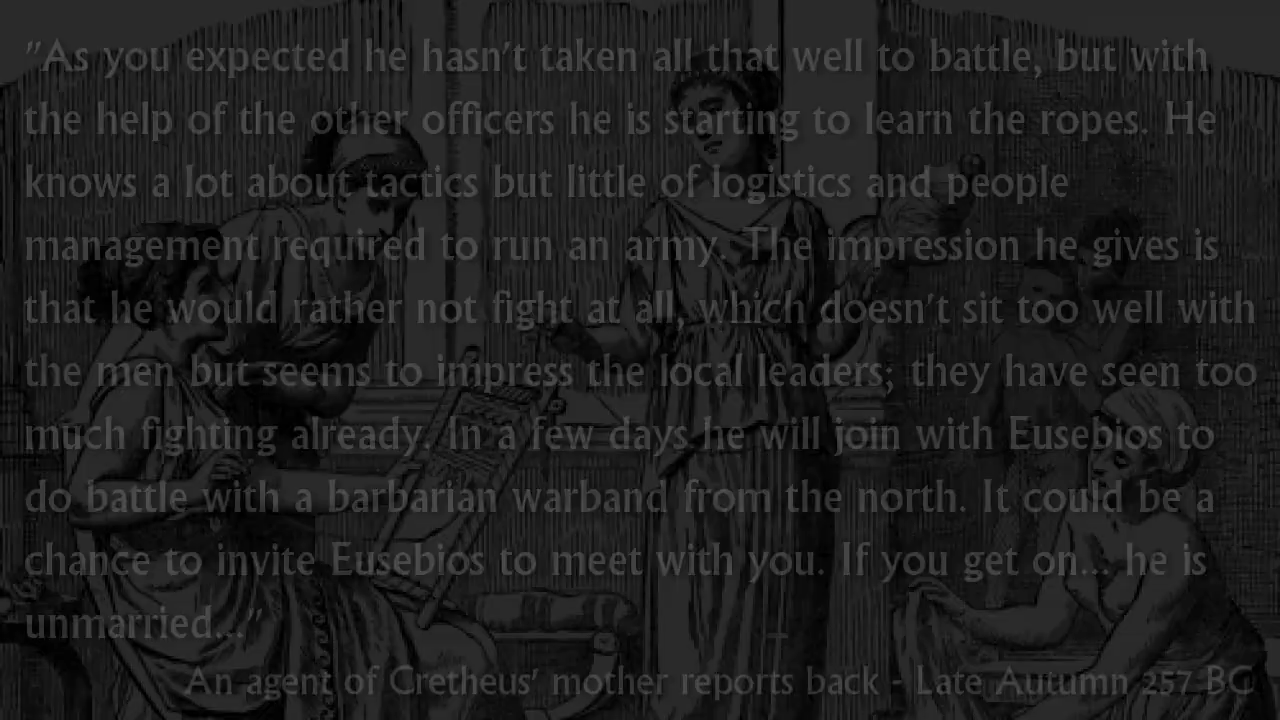 "As you expected he hasn't taken all that well to battle, but with
the help of the other officers he is starting to learn the ropes. He
knows a lot about tactics but little of logistics and people
management required to run an army. The impression he gives is
that he would rather not fight at all, which doesn't sit too well with
the men but seems to impress the local leaders; they have seen too
much fighting already. In a few days he will join with Eusebios to
do battle with a barbarian warband from the north. It could be a
chance to invite Eusebios to meet with you. If you get on... he is
unmarried..."
An agent of Cretheus' mother reports back - Late Autumn 257 BC